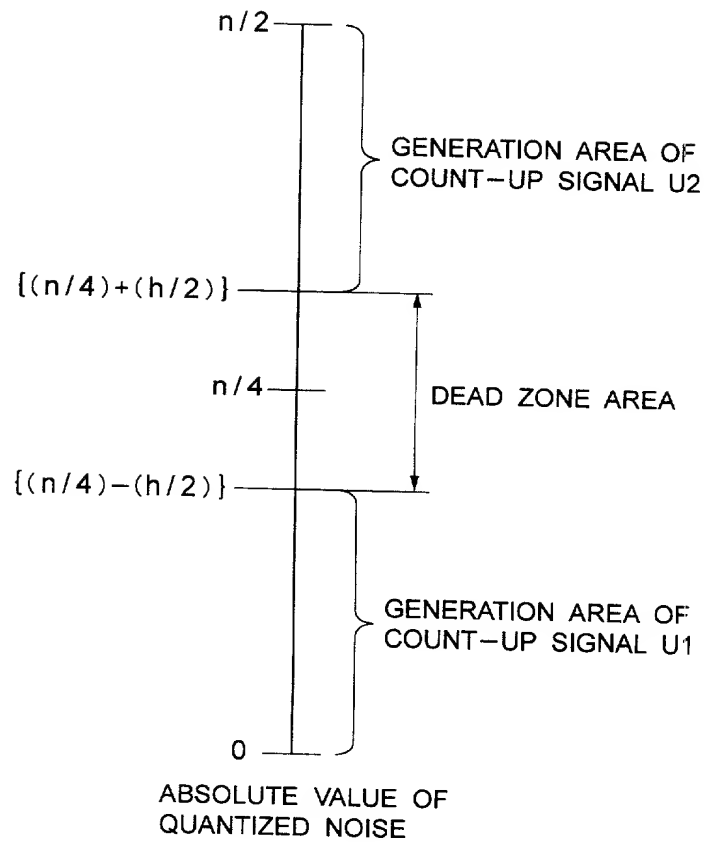 n/2
GENERATION AREA OF
COUNT-UP SIGNAL U2
{(n/4)+(h/2)}
n/4
DEAD ZONE AREA
{(n/4)-(h/2)}
GENERATION AREA OF
COUNT-UP SIGNAL U1
0
ABSOLUTE VALUE OF
QUANTIZED NOISE